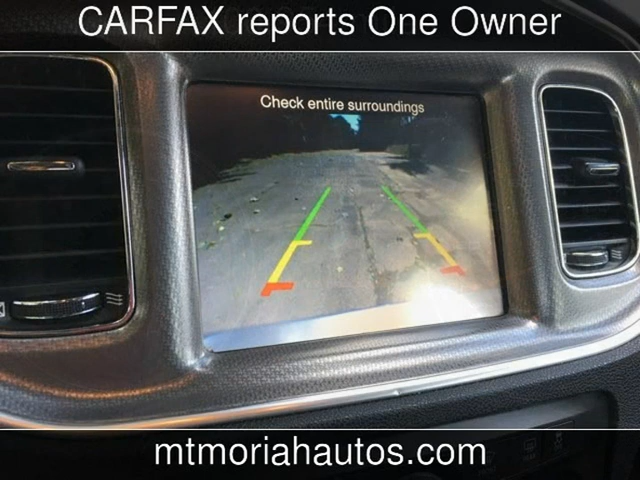 CARFAX reports One Owner
Check entire surroundings
mtmoriahautos.com